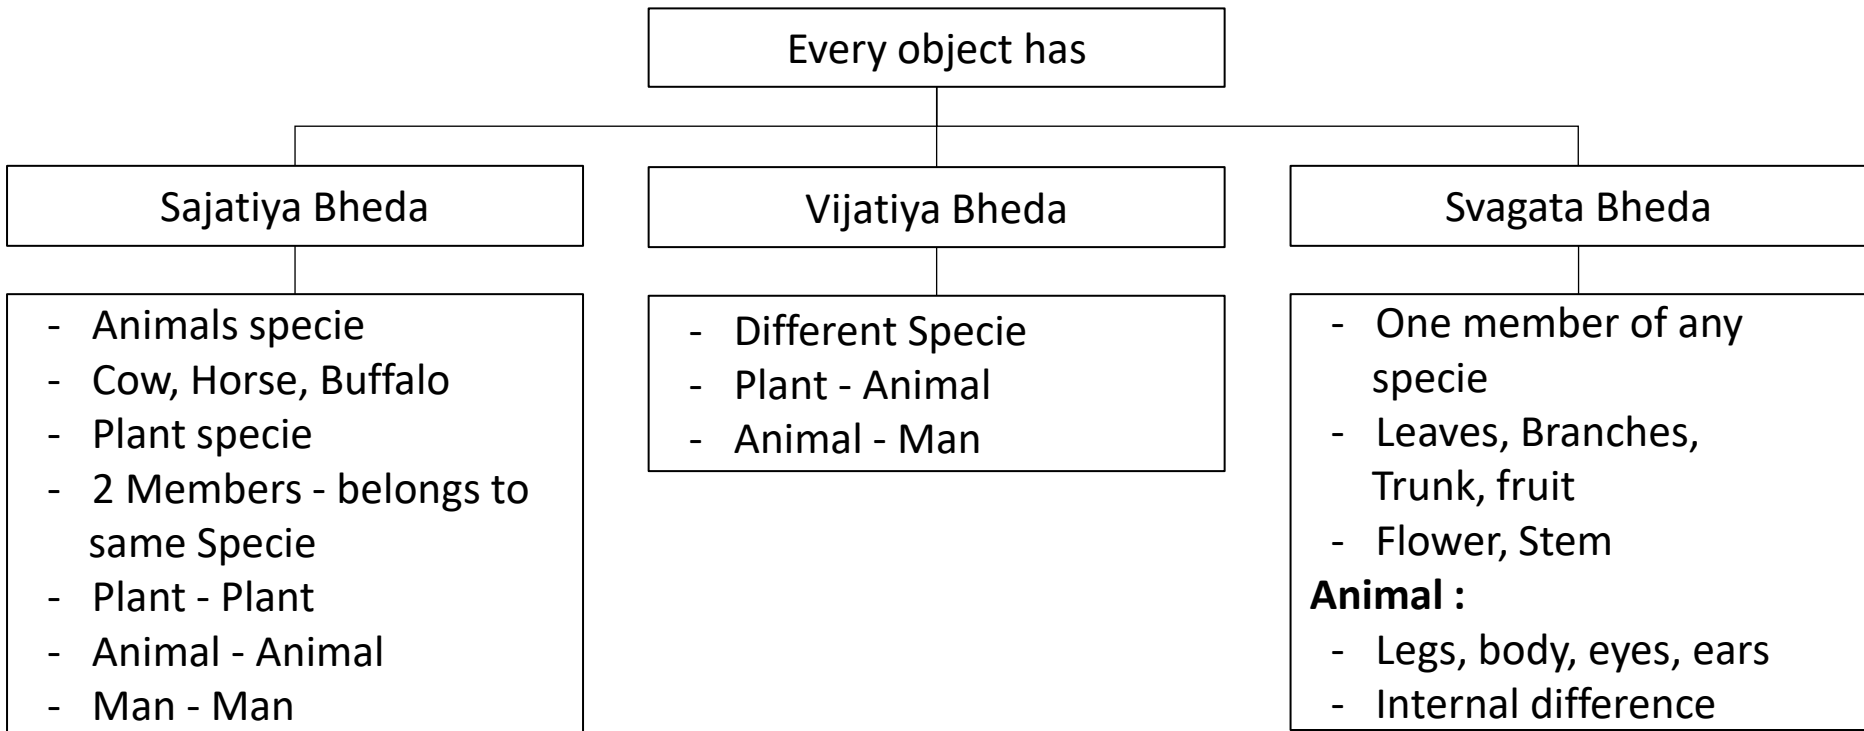 Every object has
Sajatiya Bheda
- Animals specie
- Cow, Horse, Buffalo
- Plant specie
- 2 Members - belongs to
same Specie
- Plant - Plant
- Animal - Animal
- Man - Man
Vijatiya Bheda
- Different Specie
- Plant - Animal
- Animal - Man
Svagata Bheda
- One member of any
specie
- Leaves, Branches,
Trunk, fruit
- Flower, Stem
Animal :
- Legs, body, eyes, ears
- Internal difference